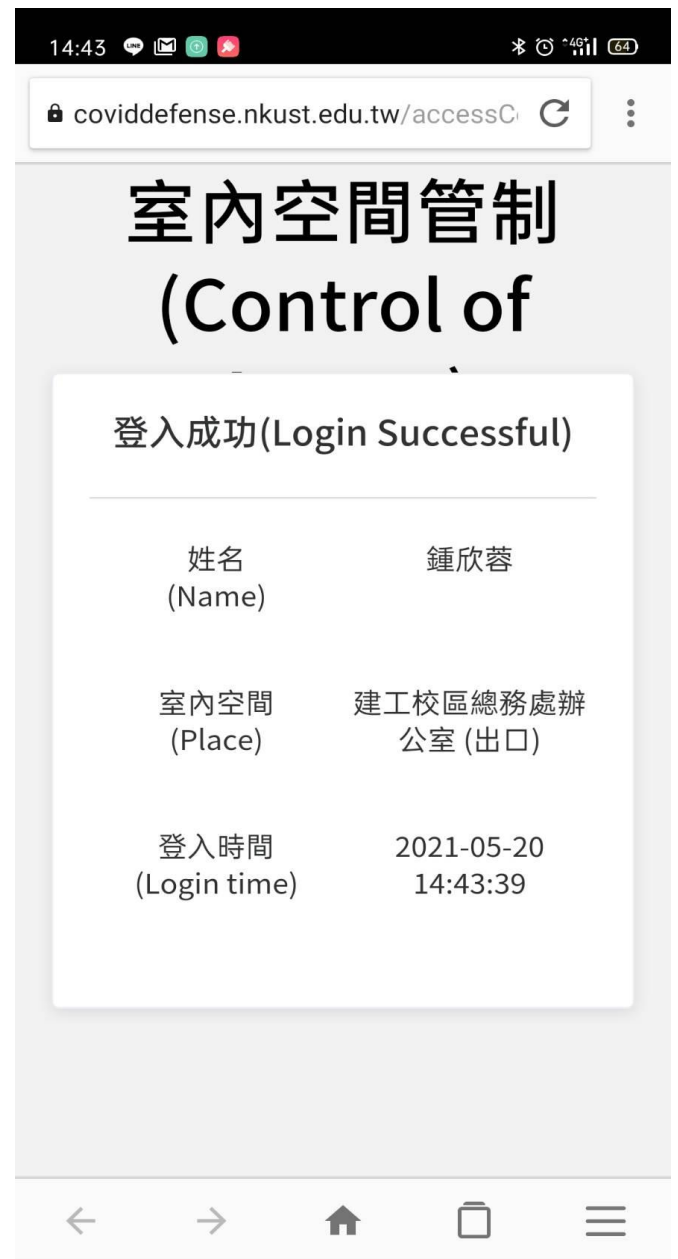 14:43
4G+
64
coviddefense.nkust.edu.tw/accessC
室內空間管制
(Control of
登入成功(Login Successful)
姓名
(Name)
鍾欣蓉
室內空間
(Place)
建工校區總務處辦
公室 (出口)
登入時間
(Login time)
2021-05-20
14:43:39